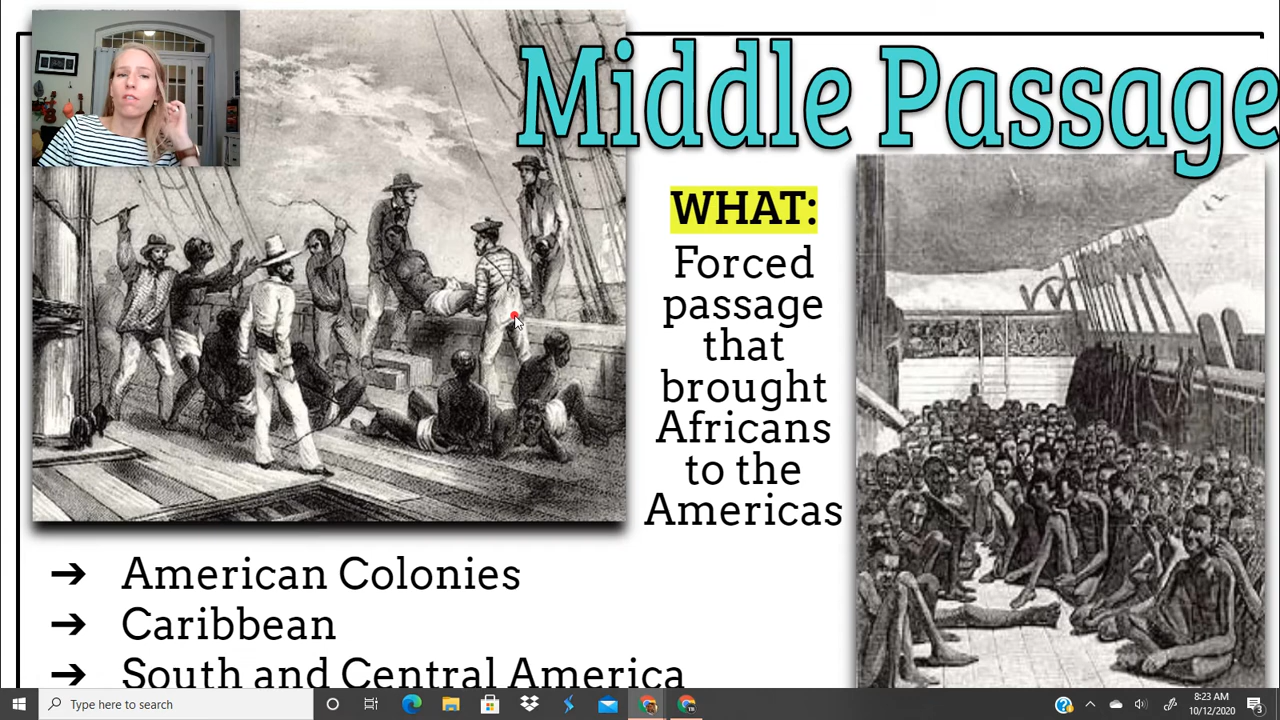 Middle Passage
WHAT:
Forced
passage
that
brought
Africans
to the
Americas
➔ American Colonies
➔ Caribbean
➔ South and Central America
Type here to search
8:23 AM
10/12/2020
3